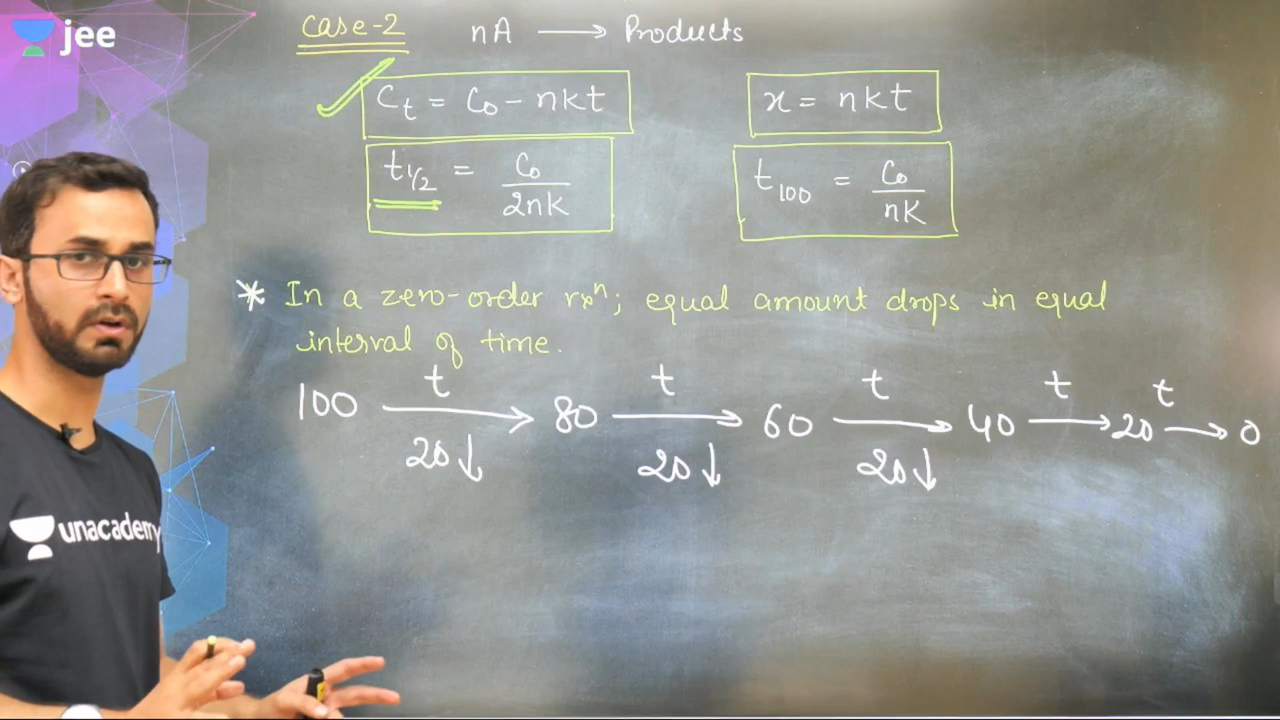 jee
Case-2 nA → Products
Ct = C0 - nkt
x = nkt
t1/2 = C0/2nK
t100 = C0/nK
* In a zero-order rxⁿ; equal amount drops in equal
interval of time.
100 t→ 80 t→ 60 t→ 40 t→ 20 t→ 0
20↓ 20↓ 20↓
unacademy